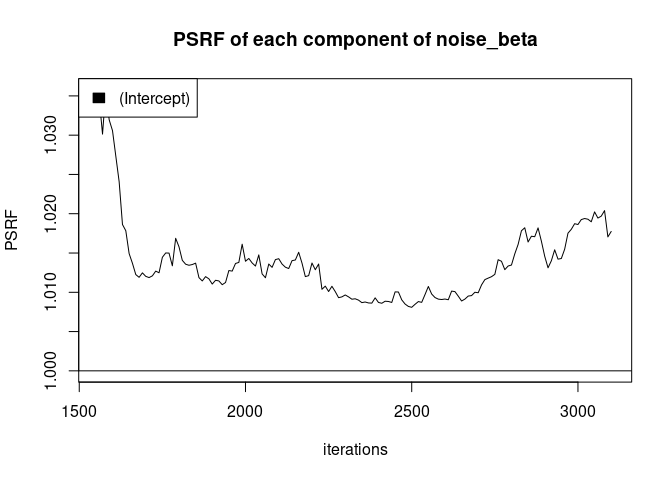 PSRF of each component of noise_beta
(Intercept)
PSRF
1.030
1.020
1.010
1.000
1500 2000 2500 3000
iterations